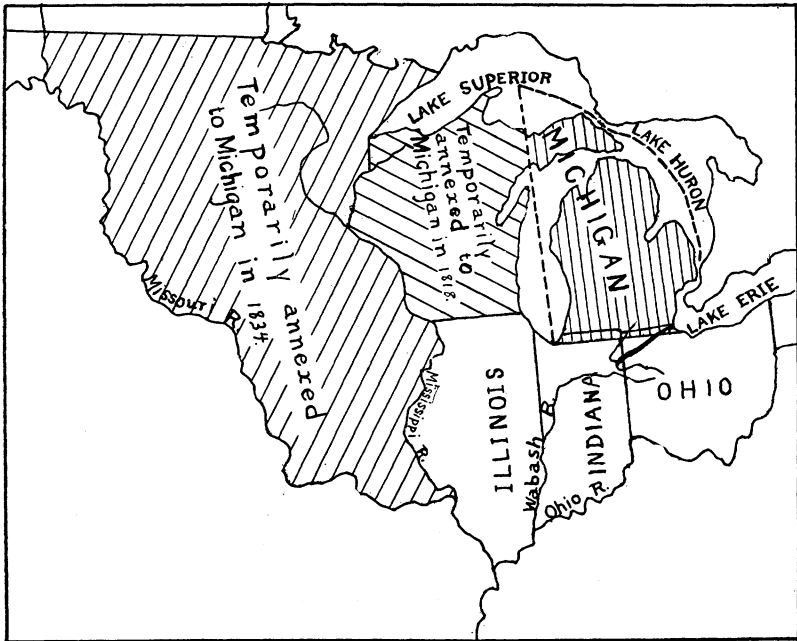 LAKE SUPERIOR
Temporarily annexed
to Michigan in 1834.
Temporarily
annexed to
Michigan in 1818.
MICHIGAN
LAKE HURON
LAKE ERIE
Missouri R.
Mississippi R.
ILLINOIS
Wabash R.
INDIANA
OHIO
Ohio R.